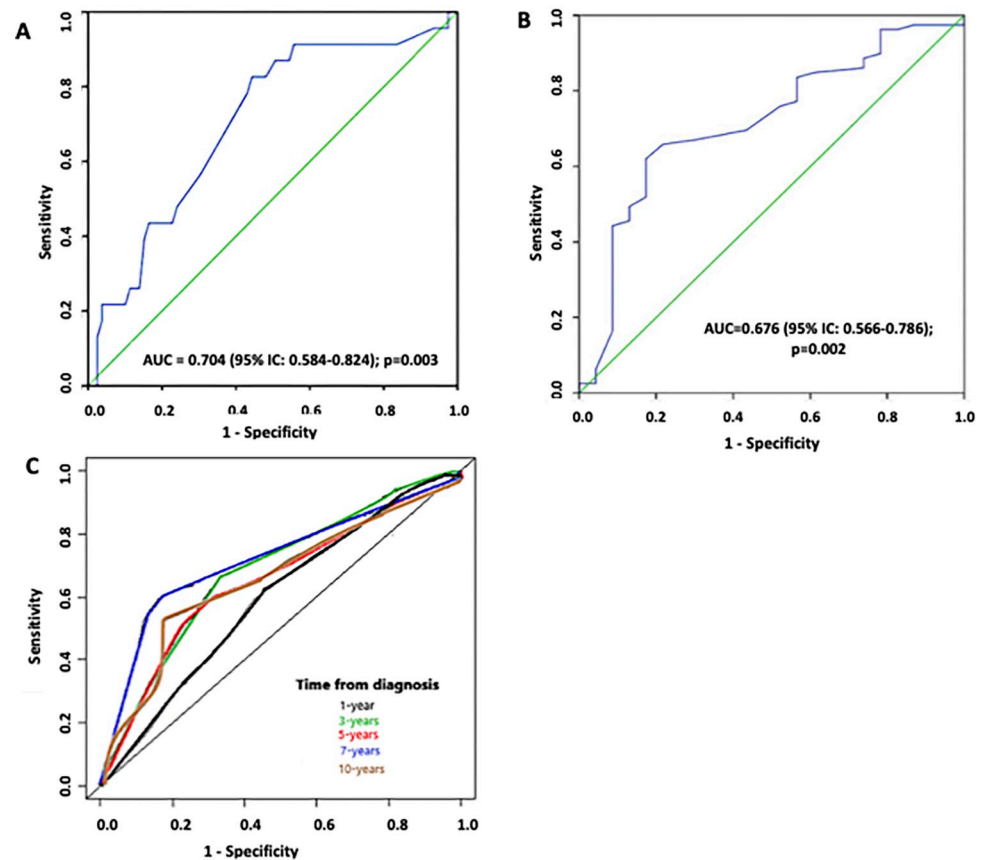 A
1.0
0.8
0.6
0.4
0.2
0.0
Sensitivity
AUC = 0.704 (95% IC: 0.584-0.824); p=0.003
0.0 0.2 0.4 0.6 0.8 1.0
1 - Specificity
B
1.0
0.8
0.6
0.4
0.2
0.0
Sensitivity
AUC=0.676 (95% IC: 0.566-0.786);
p=0.002
0.0 0.2 0.4 0.6 0.8 1.0
1 - Specificity
C
1.0
0.8
0.6
0.4
0.2
0.0
Sensitivity
Time from diagnosis
1-year
3-years
5-years
7-years
10-years
0.0 0.2 0.4 0.6 0.8 1.0
1 - Specificity